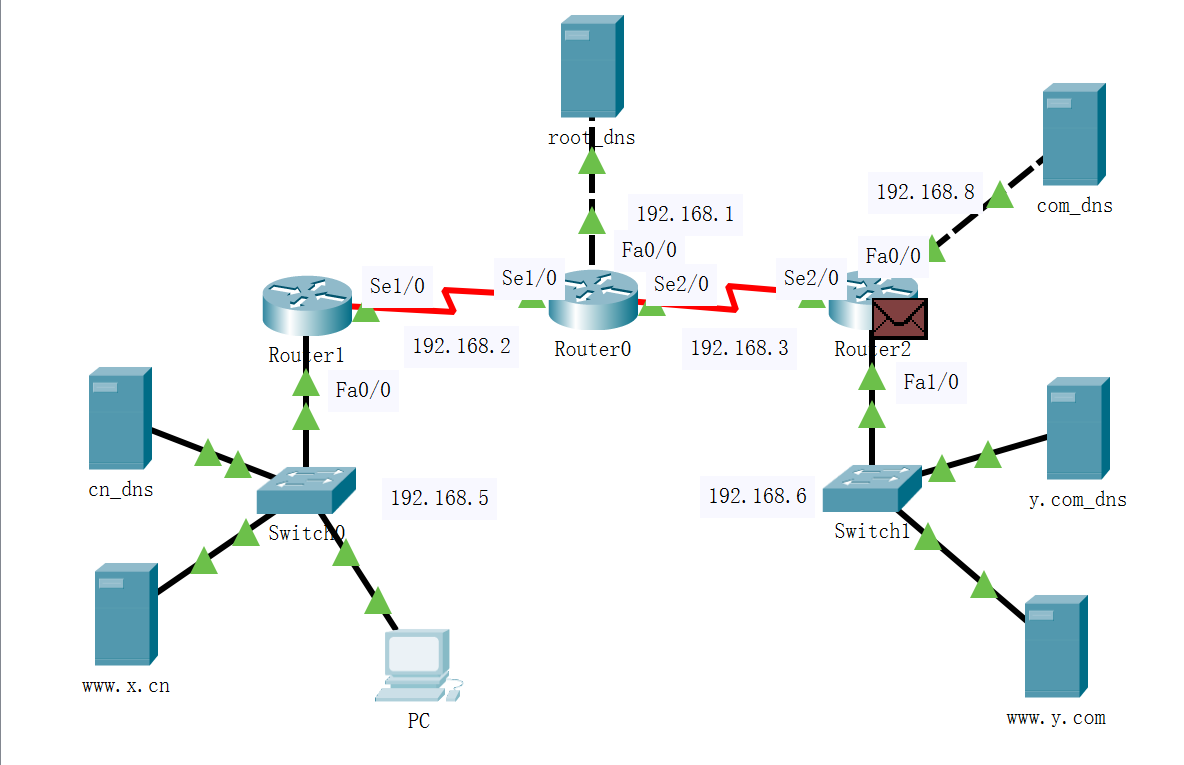 root_dns
192.168.8
com_dns
192.168.1
Fa0/0
Fa0/0
Se1/0
Se1/0
Se2/0
Se2/0
192.168.2
192.168.3
Router1
Router0
Router2
Fa0/0
Fa1/0
cn_dns
192.168.5
192.168.6
y.com_dns
Switch0
Switch1
www.x.cn
PC
www.y.com